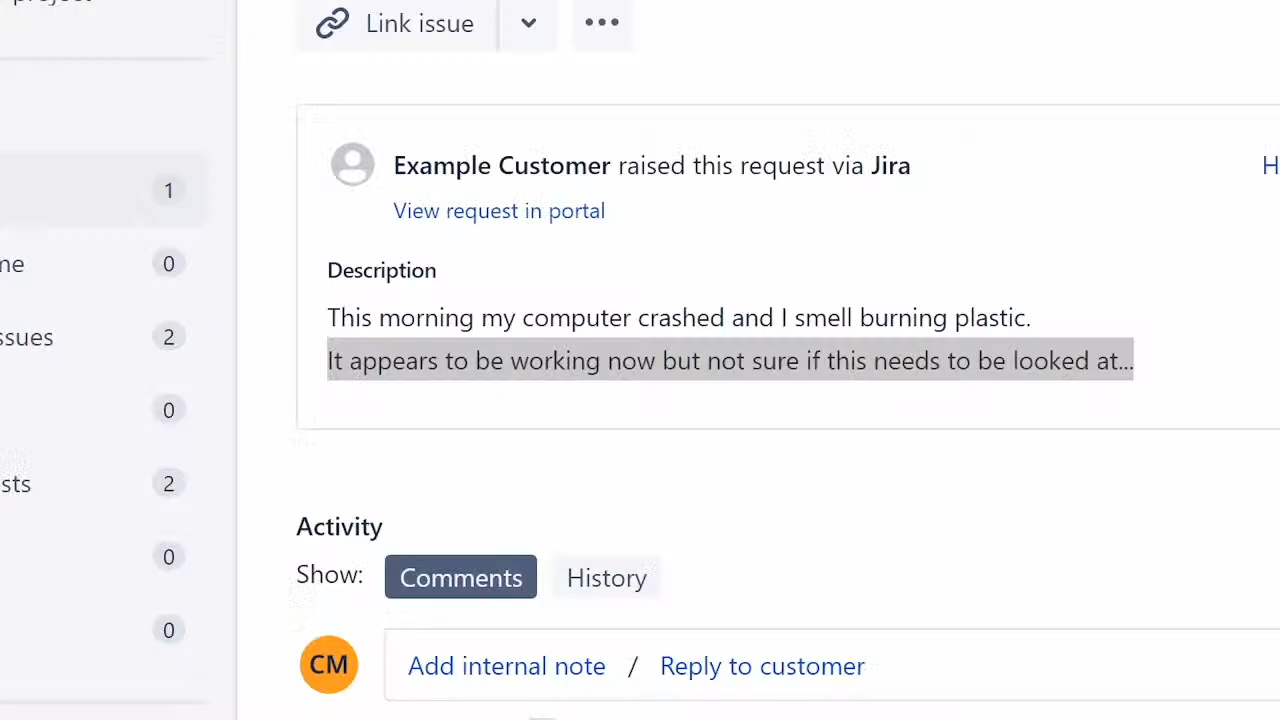 Link issue
Example Customer raised this request via Jira
View request in portal
Description
This morning my computer crashed and I smell burning plastic.
It appears to be working now but not sure if this needs to be looked at...
1
0
2
0
2
0
0
Activity
Show: Comments History
CM Add internal note / Reply to customer